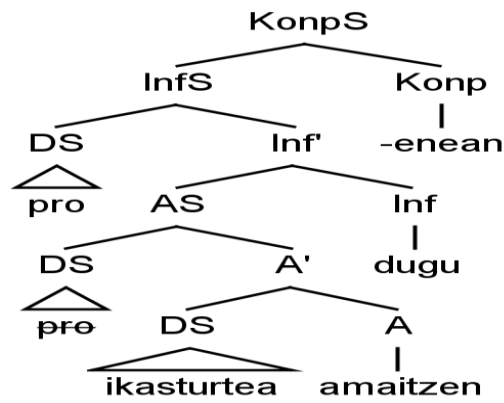 KonpS
InfS Konp
DS Inf' -enean
pro AS Inf
DS A' dugu
pro DS A
ikasturtea amaitzen